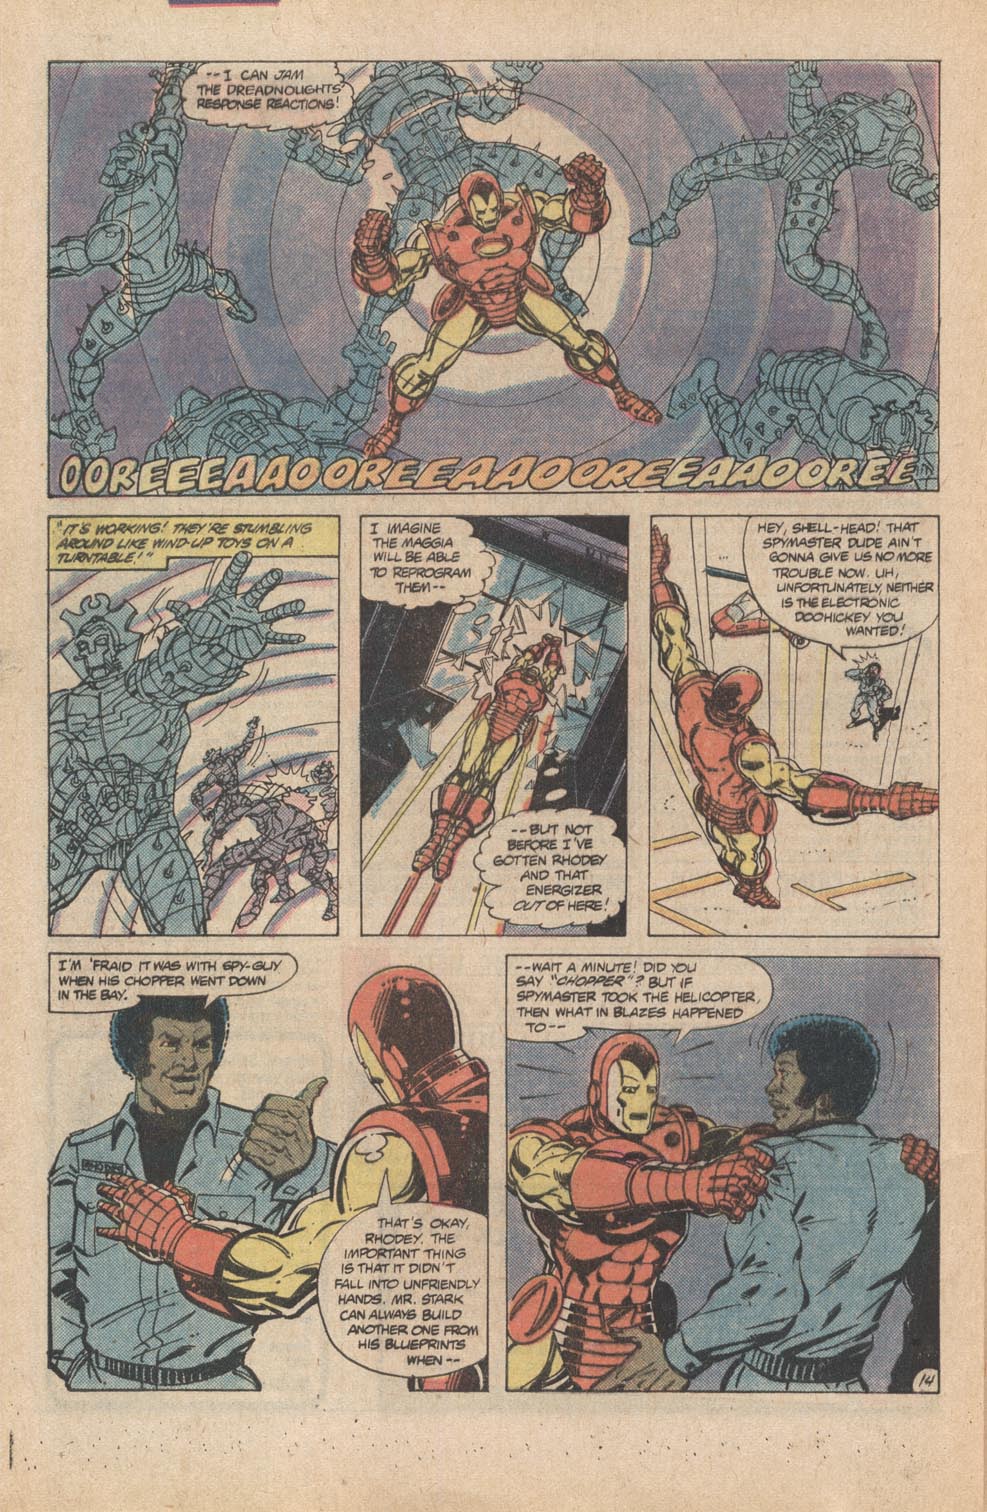 --I CAN JAM
THE DREADNOUGHTS'
RESPONSE REACTIONS!
OOREEEEAAOOREEAAOOOREEEAAOOREE
"IT'S WORKING! THEY'RE STUMBLING
AROUND LIKE WIND-UP TOYS ON A
TURNTABLE!"
I IMAGINE
THE MAGGIA
WILL BE ABLE
TO REPROGRAM
THEM--
--BUT NOT
BEFORE I'VE
GOTTEN RHODEY
AND THAT
ENERGIZER
OUT OF HERE!
HEY, SHELL-HEAD! THAT
SPYMASTER DUDE AIN'T
GONNA GIVE US NO MORE
TROUBLE NOW. UH,
UNFORTUNATELY, NEITHER
IS THE ELECTRONIC
DOOHICKEY YOU
WANTED!
I'M 'FRAID IT WAS WITH SPY-GUY
WHEN HIS CHOPPER WENT DOWN
IN THE BAY.
RHODES
THAT'S OKAY,
RHODEY. THE
IMPORTANT THING
IS THAT IT DIDN'T
FALL INTO UNFRIENDLY
HANDS. MR. STARK
CAN ALWAYS BUILD
ANOTHER ONE FROM
HIS BLUEPRINTS
WHEN--
--WAIT A MINUTE! DID YOU
SAY "CHOPPER"? BUT IF
SPYMASTER TOOK THE HELICOPTER,
THEN WHAT IN BLAZES HAPPENED
TO--
14